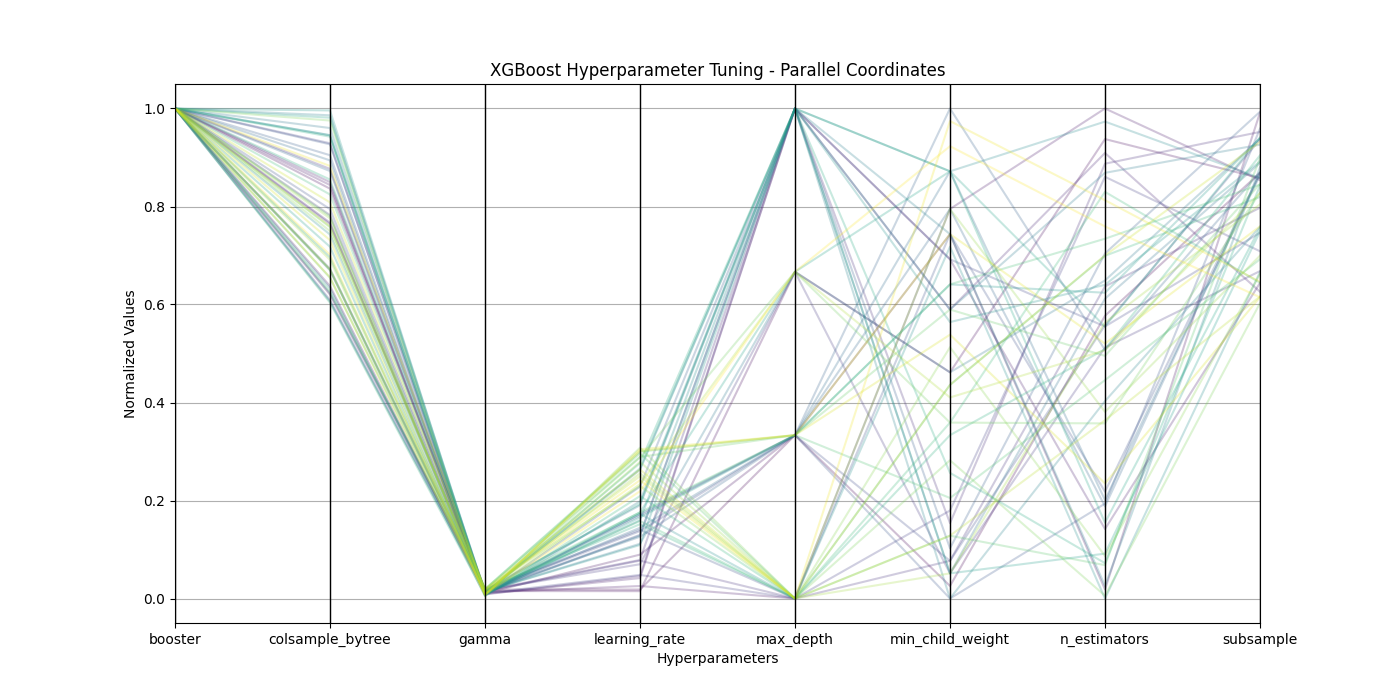 XGBoost Hyperparameter Tuning - Parallel Coordinates
1.0
0.8
0.6
0.4
0.2
0.0
Normalized Values
booster colsample_bytree gamma learning_rate max_depth min_child_weight n_estimators subsample
Hyperparameters